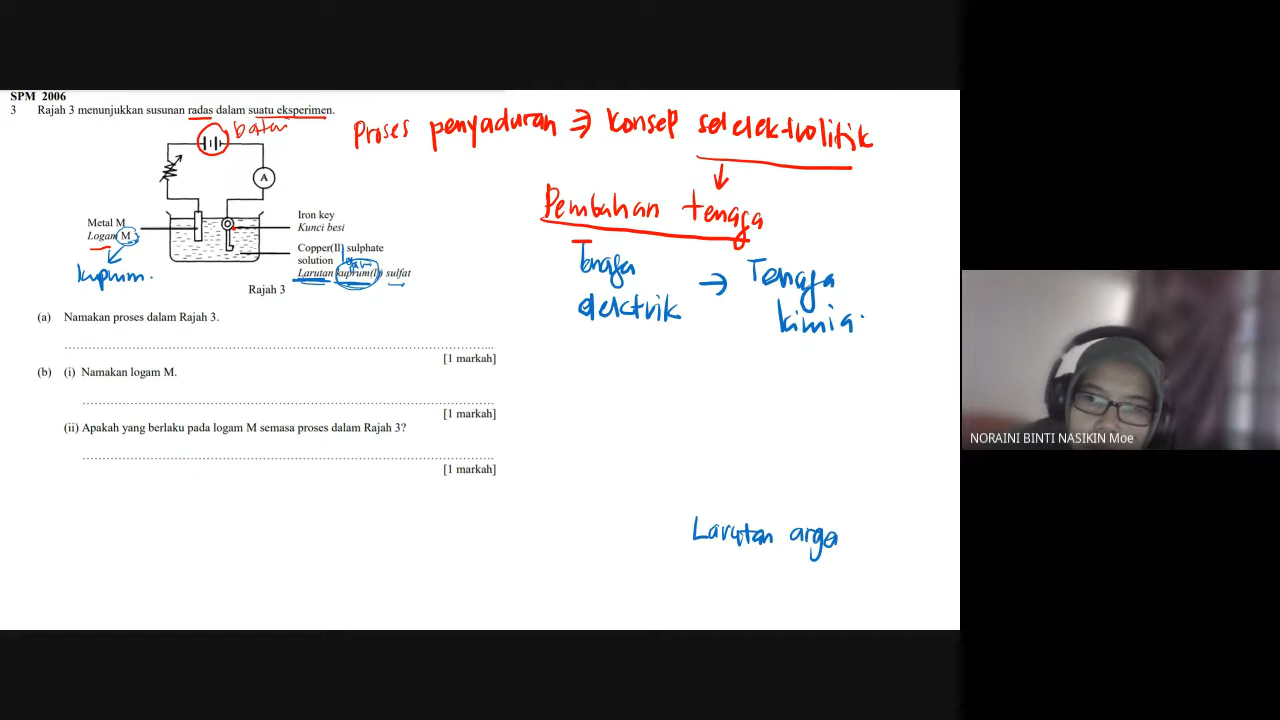 SPM 2006
3 Rajah 3 menunjukkan susunan radas dalam suatu eksperimen.
bateri
Proses penyaduran ⇒ konsep sel elektrolitik
A
↓
Perubahan tenaga
Metal M
Logam M
kuprum.
Iron key
Kunci besi
Copper(II) sulphate
solution
logam
Larutan kuprum(II) sulfat
Rajah 3
Tenaga elektrik → Tenaga kimia.
(a) Namakan proses dalam Rajah 3.
[1 markah]
(b) (i) Namakan logam M.
[1 markah]
(ii) Apakah yang berlaku pada logam M semasa proses dalam Rajah 3?
[1 markah]
Larutan arga
NORAINI BINTI NASIKIN Moe